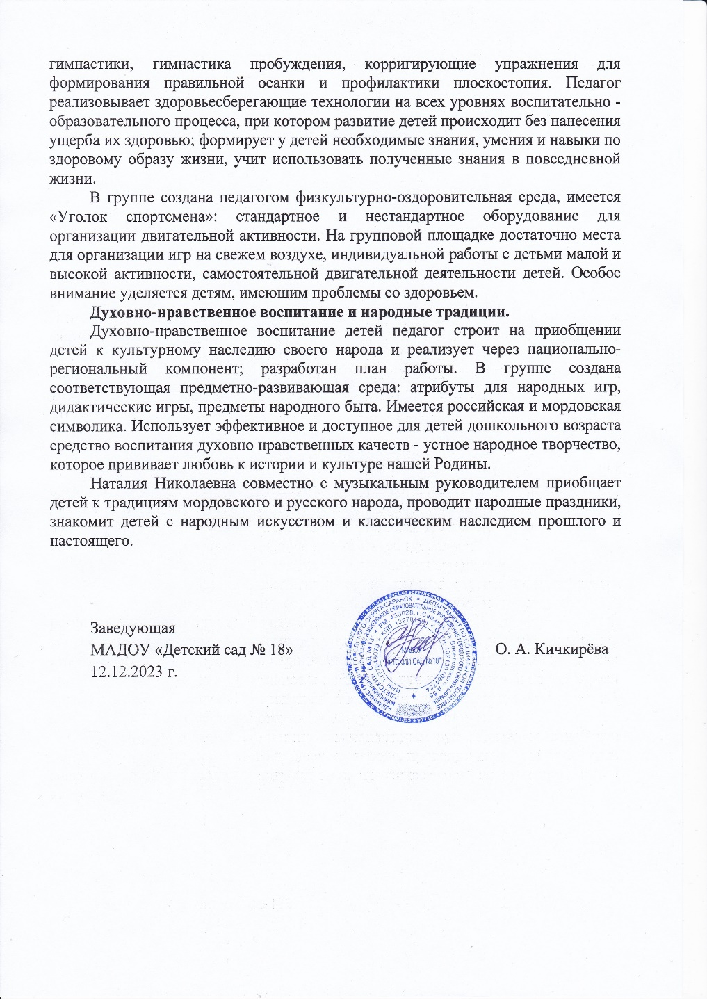 гимнастики, гимнастика пробуждения, корригирующие упражнения для
формирования правильной осанки и профилактики плоскостопия. Педагог
реализовывает здоровьесберегающие технологии на всех уровнях воспитательно -
образовательного процесса, при котором развитие детей происходит без нанесения
ущерба их здоровью; формирует у детей необходимые знания, умения и навыки по
здоровому образу жизни, учит использовать полученные знания в повседневной
жизни.
В группе создана педагогом физкультурно-оздоровительная среда, имеется
«Уголок спортсмена»: стандартное и нестандартное оборудование для
организации двигательной активности. На групповой площадке достаточно места
для организации игр на свежем воздухе, индивидуальной работы с детьми малой и
высокой активности, самостоятельной двигательной деятельности детей. Особое
внимание уделяется детям, имеющим проблемы со здоровьем.
Духовно-нравственное воспитание и народные традиции.
Духовно-нравственное воспитание детей педагог строит на приобщении
детей к культурному наследию своего народа и реализует через национально-
региональный компонент; разработан план работы. В группе создана
соответствующая предметно-развивающая среда: атрибуты для народных игр,
дидактические игры, предметы народного быта. Имеется российская и мордовская
символика. Использует эффективное и доступное для детей дошкольного возраста
средство воспитания духовно нравственных качеств - устное народное творчество,
которое прививает любовь к истории и культуре нашей Родины.
Наталия Николаевна совместно с музыкальным руководителем приобщает
детей к традициям мордовского и русского народа, проводит народные праздники,
знакомит детей с народным искусством и классическим наследием прошлого и
настоящего.
Заведующая
МАДОУ «Детский сад № 18»
О. А. Кичкирёва
12.12.2023 г.
МАДОУ
"ДЕТСКИЙ САД №18"